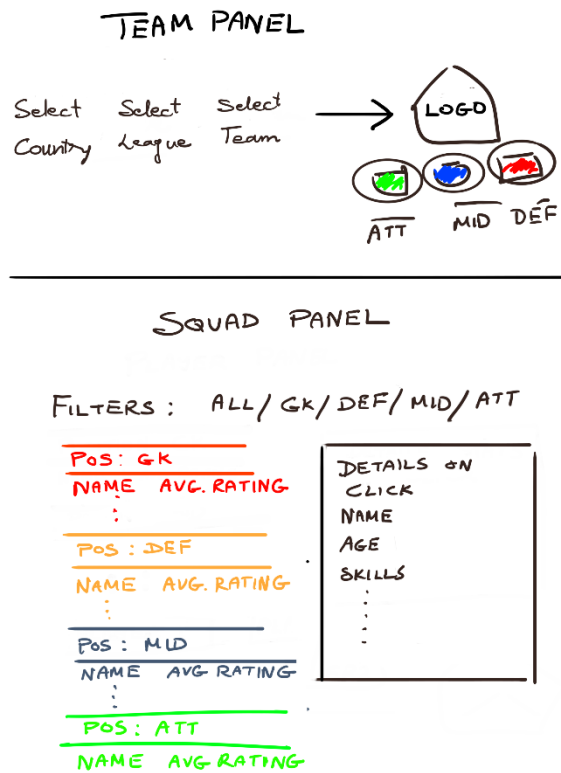 TEAM PANEL
Select Select Select
Country League Team
LOGO
ATT MID DEF
SQUAD PANEL
FILTERS : ALL/ GK/ DEF/ MID/ ATT
POS: GK
NAME AVG. RATING
POS : DEF
NAME AVG. RATING
POS : MID
NAME AVG RATING
POS : ATT
NAME AVG RATING
DETAILS ON
CLICK
NAME
AGE
SKILLS